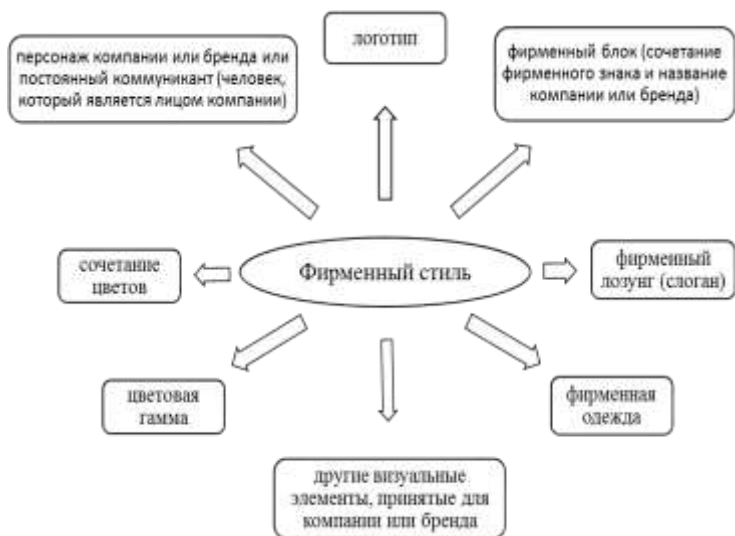 логотип
персонаж компании или бренда или
постоянный коммуникант (человек,
который является лицом компании)
фирменный блок (сочетание
фирменного знака и название
компании или бренда)
сочетание
цветов
Фирменный стиль
фирменный
лозунг (слоган)
цветовая
гамма
фирменная
одежда
другие визуальные
элементы, принятые для
компании или бренда